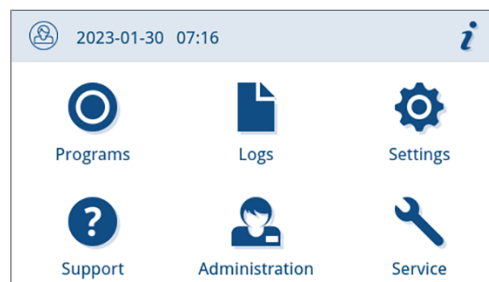 2023-01-30 07:16 i
Programs Logs Settings
?
Support Administration Service